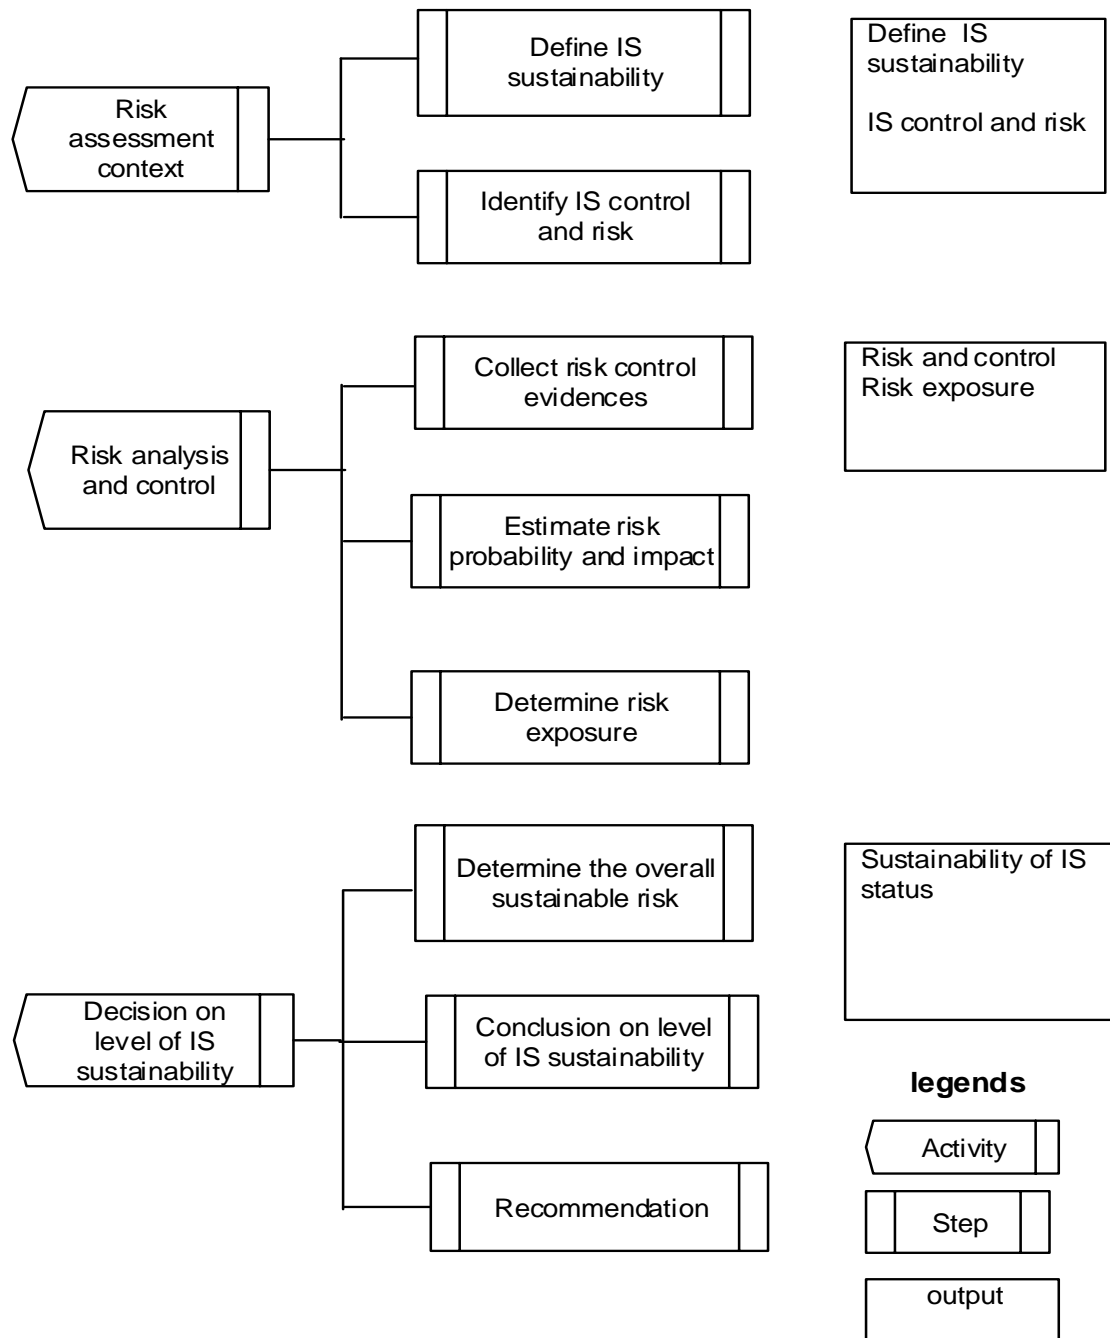 Define IS
sustainability
Define IS
sustainability
IS control and risk
Risk
assessment
context
Identify IS control
and risk
Collect risk control
evidences
Risk and control
Risk exposure
Risk analysis
and control
Estimate risk
probability and impact
Determine risk
exposure
Determine the overall
sustainable risk
Sustainability of IS
status
Decision on
level of IS
sustainability
Conclusion on level
of IS sustainability
Recommendation
legends
Activity
Step
output